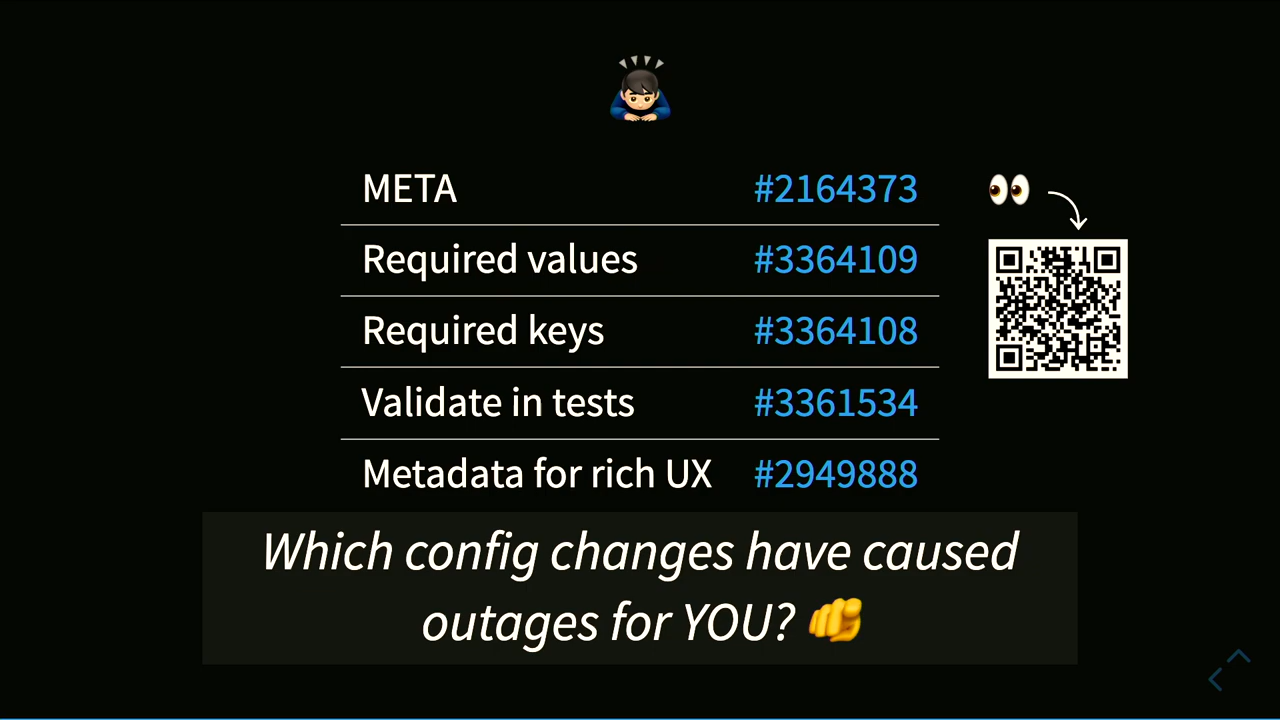 META #2164373
Required values #3364109
Required keys #3364108
Validate in tests #3361534
Metadata for rich UX #2949888
Which config changes have caused
outages for YOU?